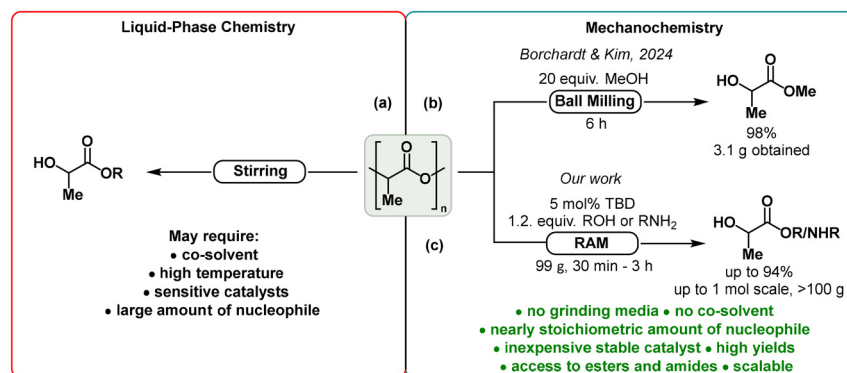 Liquid-Phase Chemistry
HO
O
OR
Me
Stirring
May require:
• co-solvent
• high temperature
• sensitive catalysts
• large amount of nucleophile
(a)
(b)
(c)
O
O
Me
n
Mechanochemistry
Borchardt & Kim, 2024
20 equiv. MeOH
Ball Milling
6 h
HO
O
OMe
Me
98%
3.1 g obtained
Our work
5 mol% TBD
1.2. equiv. ROH or RNH₂
RAM
99 g, 30 min - 3 h
HO
O
OR/NHR
Me
up to 94%
up to 1 mol scale, >100 g
• no grinding media • no co-solvent
• nearly stoichiometric amount of nucleophile
• inexpensive stable catalyst • high yields
• access to esters and amides • scalable